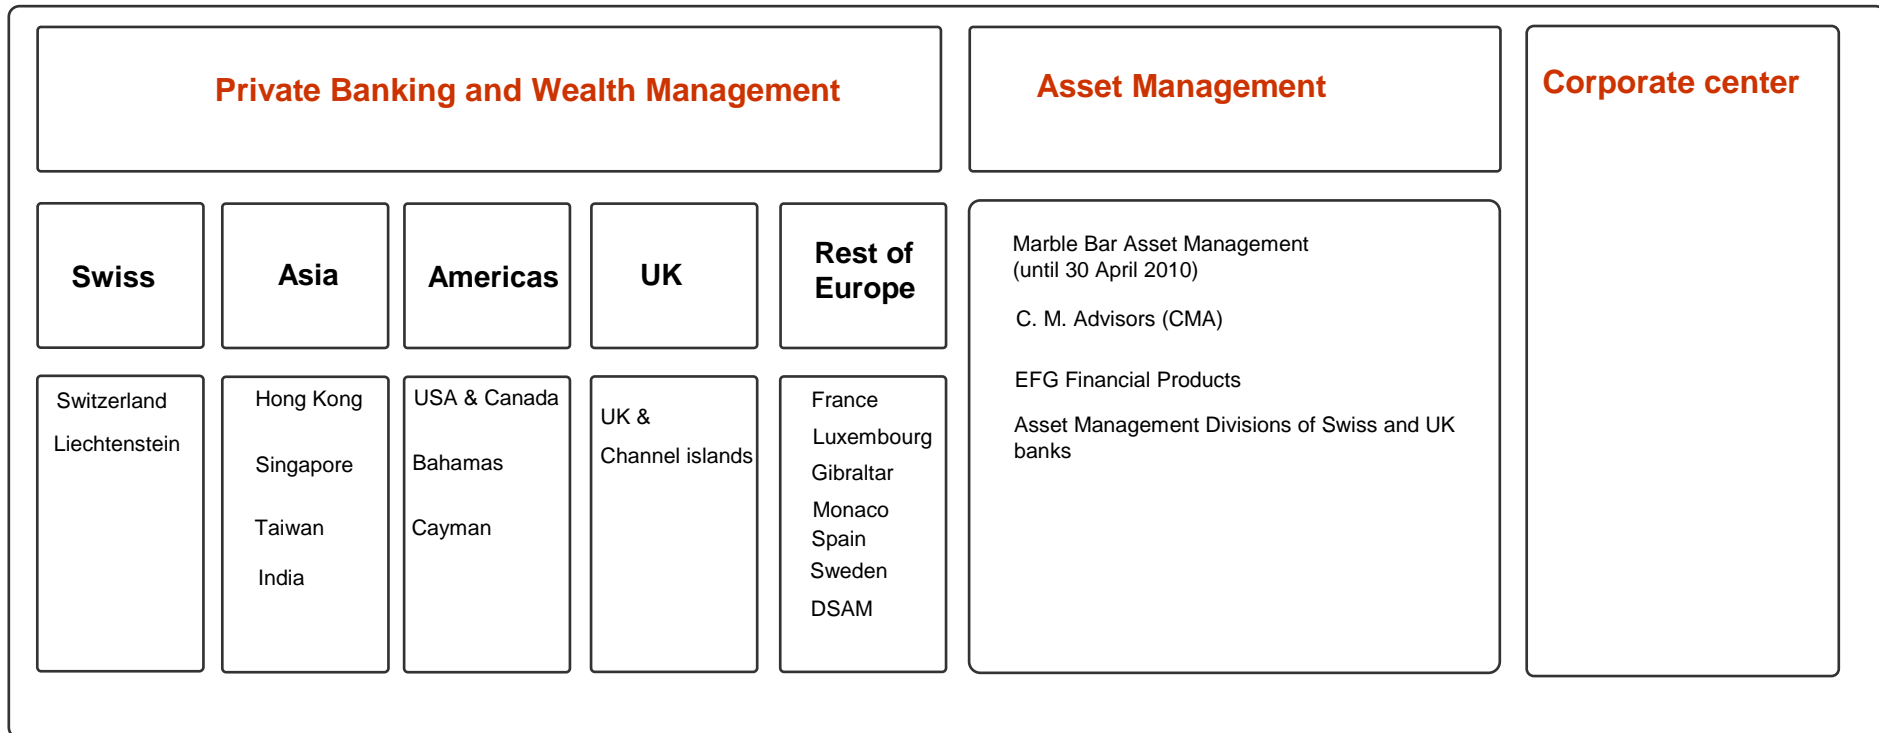 Private Banking and Wealth Management
Asset Management
Corporate center
Swiss
Asia
Americas
UK
Rest of
Europe
Switzerland
Liechtenstein
Hong Kong
Singapore
Taiwan
India
USA & Canada
Bahamas
Cayman
UK &
Channel islands
France
Luxembourg
Gibraltar
Monaco
Spain
Sweden
DSAM
Marble Bar Asset Management
(until 30 April 2010)
C. M. Advisors (CMA)
EFG Financial Products
Asset Management Divisions of Swiss and UK
banks